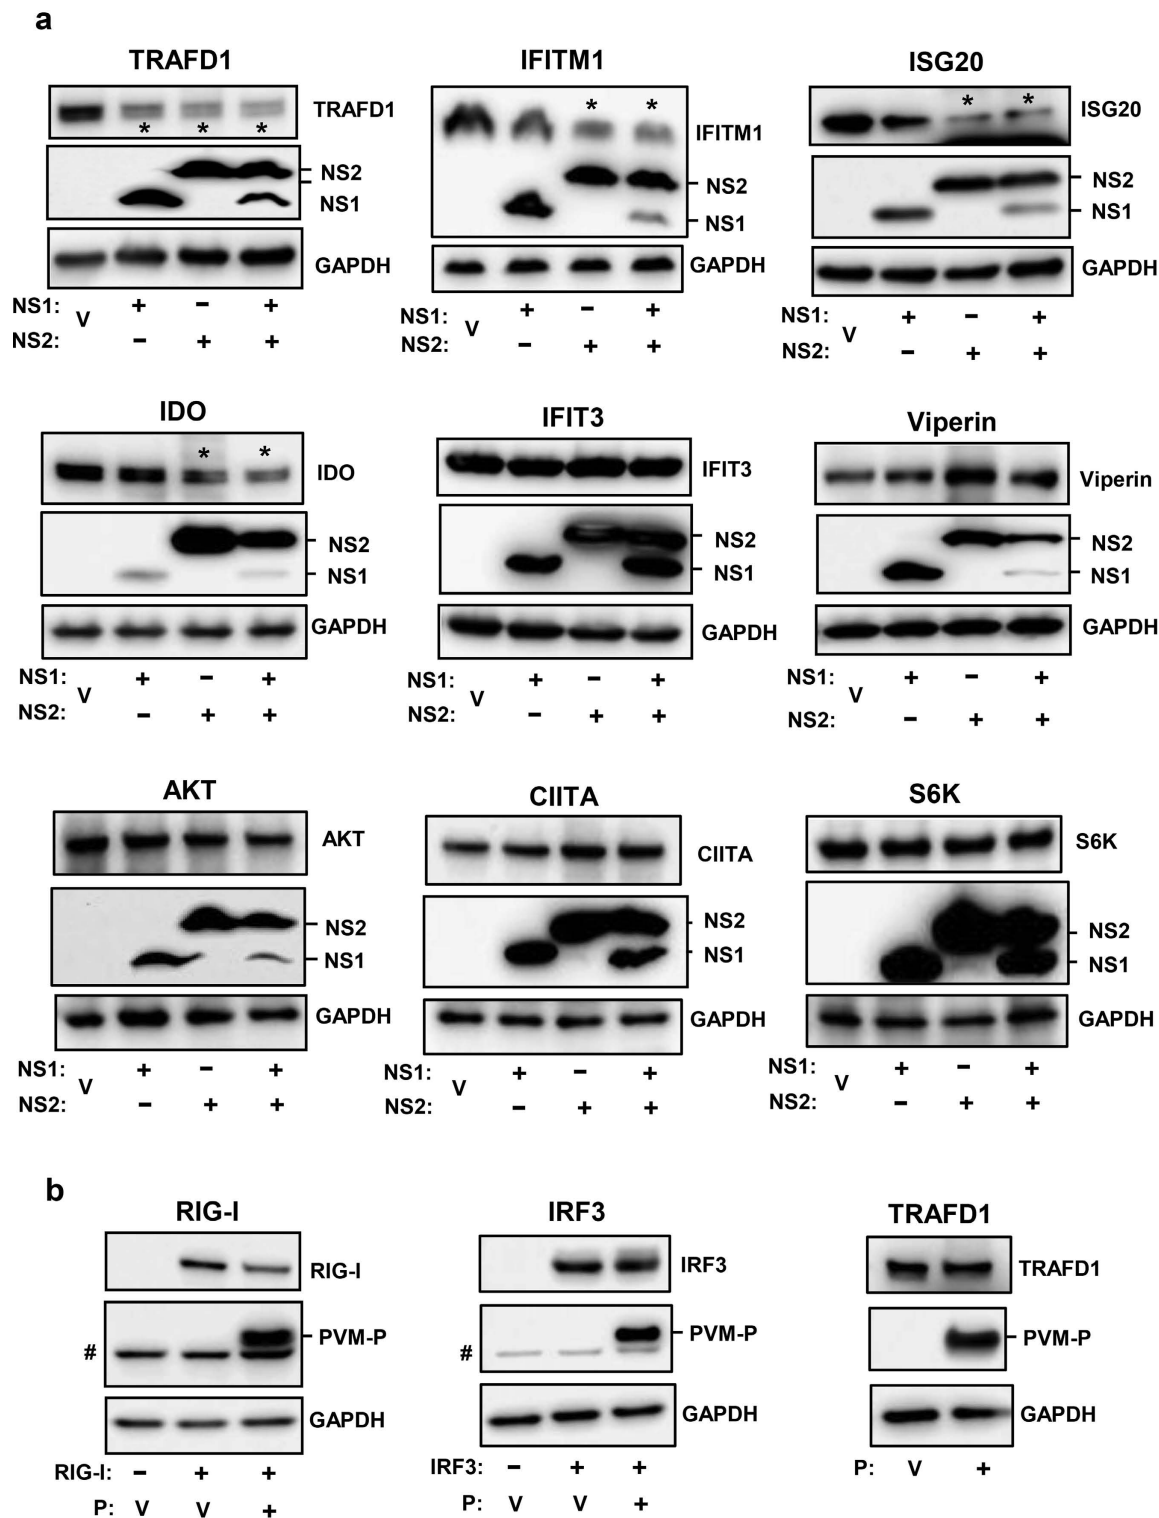 a
TRAFD1 IFITM1 ISG20
* * * TRAFD1
* * IFITM1
* * ISG20
NS2
NS1
NS2
NS1
NS2
NS1
GAPDH GAPDH GAPDH
NS1: V + − +
NS2: − + +
NS1: V + − +
NS2: − + +
NS1: V + − +
NS2: − + +
IDO IFIT3 Viperin
* * IDO
IFIT3
Viperin
NS2
NS1
NS2
NS1
NS2
NS1
GAPDH GAPDH GAPDH
NS1: V + − +
NS2: − + +
NS1: V + − +
NS2: − + +
NS1: V + − +
NS2: − + +
AKT CIITA S6K
AKT
CIITA
S6K
NS2
NS1
NS2
NS1
NS2
NS1
GAPDH GAPDH GAPDH
NS1: V + − +
NS2: − + +
NS1: V + − +
NS2: − + +
NS1: V + − +
NS2: − + +
b
RIG-I IRF3 TRAFD1
RIG-I
IRF3
TRAFD1
# PVM-P
# PVM-P
PVM-P
GAPDH GAPDH GAPDH
RIG-I: − + +
P: V V +
IRF3: − + +
P: V V +
P: V +